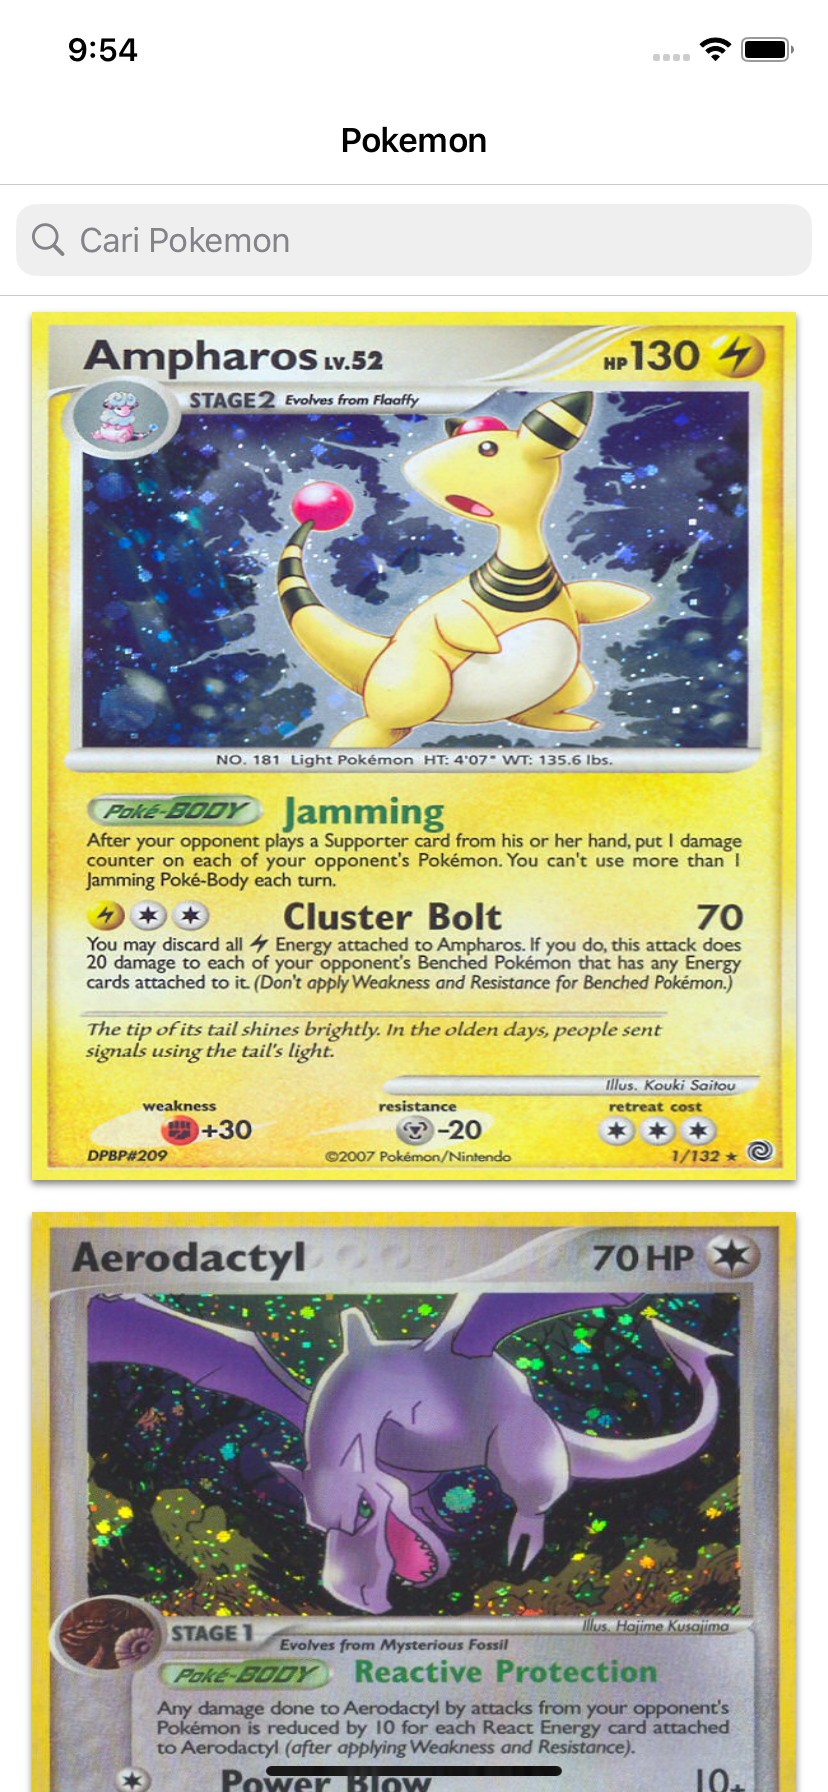 9:54
Pokemon
Cari Pokemon
Ampharos LV.52 HP 130
STAGE2 Evolves from Flaaffy
NO. 181 Light Pokémon HT: 4'07" WT: 135.6 lbs.
Poké-BODY Jamming
After your opponent plays a Supporter card from his or her hand, put 1 damage
counter on each of your opponent's Pokémon. You can't use more than 1
Jamming Poké-Body each turn.
Cluster Bolt 70
You may discard all Energy attached to Ampharos. If you do, this attack does
20 damage to each of your opponent's Benched Pokémon that has any Energy
cards attached to it. (Don't apply Weakness and Resistance for Benched Pokémon.)
The tip of its tail shines brightly. In the olden days, people sent
signals using the tail's light.
Illus. Kouki Saitou
weakness resistance retreat cost
+30 -20
DPBP#209 ©2007 Pokémon/Nintendo 1/132
Aerodactyl 70 HP
Illus. Hajime Kusajima
STAGE 1
Evolves from Mysterious Fossil
Poké-BODY Reactive Protection
Any damage done to Aerodactyl by attacks from your opponent's
Pokémon is reduced by 10 for each React Energy card attached
to Aerodactyl (after applying Weakness and Resistance).
Power Blow 10+